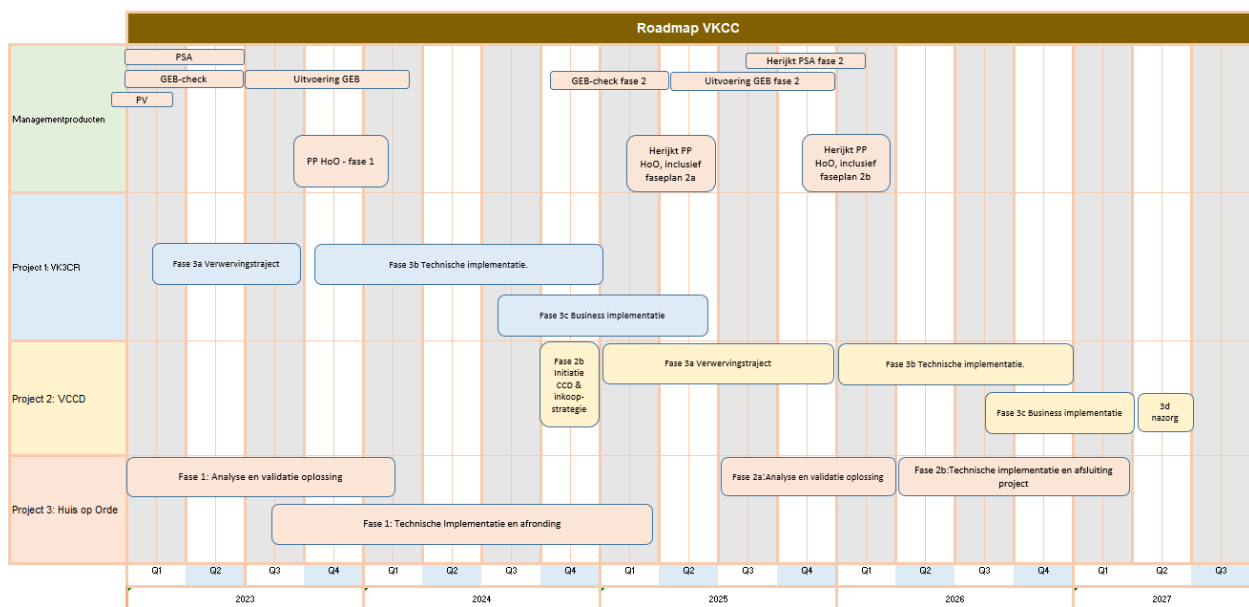 Roadmap VKCC
Managementproducten
PSA
GEB-check
Uitvoering GEB
PV
PP HoO - fase 1
GEB-check fase 2
Herijkt PSA fase 2
Uitvoering GEB fase 2
Herijkt PP
HoO, inclusief
faseplan 2a
Herijkt PP
HoO, inclusief
faseplan 2b
Project 1: VK3CR
Fase 3a Verwervingstraject
Fase 3b Technische implementatie.
Fase 3c Business implementatie
Project 2: VCCD
Fase 2b
Initiatie
CCD &
inkoop-
strategie
Fase 3a Verwervingstraject
Fase 3b Technische implementatie.
Fase 3c Business implementatie
3d
nazorg
Project 3: Huis op Orde
Fase 1: Analyse en validatie oplossing
Fase 1: Technische Implementatie en afronding
Fase 2a:Analyse en validatie oplossing
Fase 2b:Technische implementatie en afsluiting
project
Q1 Q2 Q3 Q4 Q1 Q2 Q3 Q4 Q1 Q2 Q3 Q4 Q1 Q2 Q3 Q4 Q1 Q2 Q3
2023 2024 2025 2026 2027